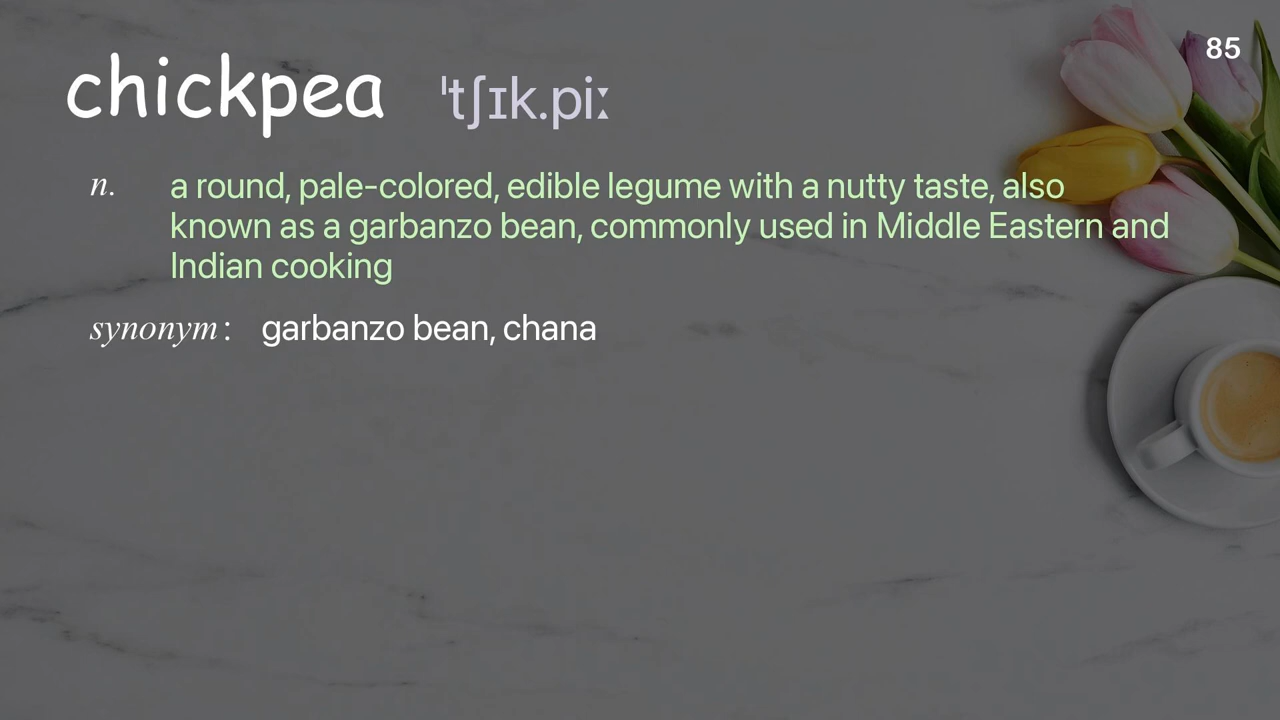 85
chickpea ˈtʃɪk.piː
n. a round, pale-colored, edible legume with a nutty taste, also
known as a garbanzo bean, commonly used in Middle Eastern and
Indian cooking
synonym: garbanzo bean, chana